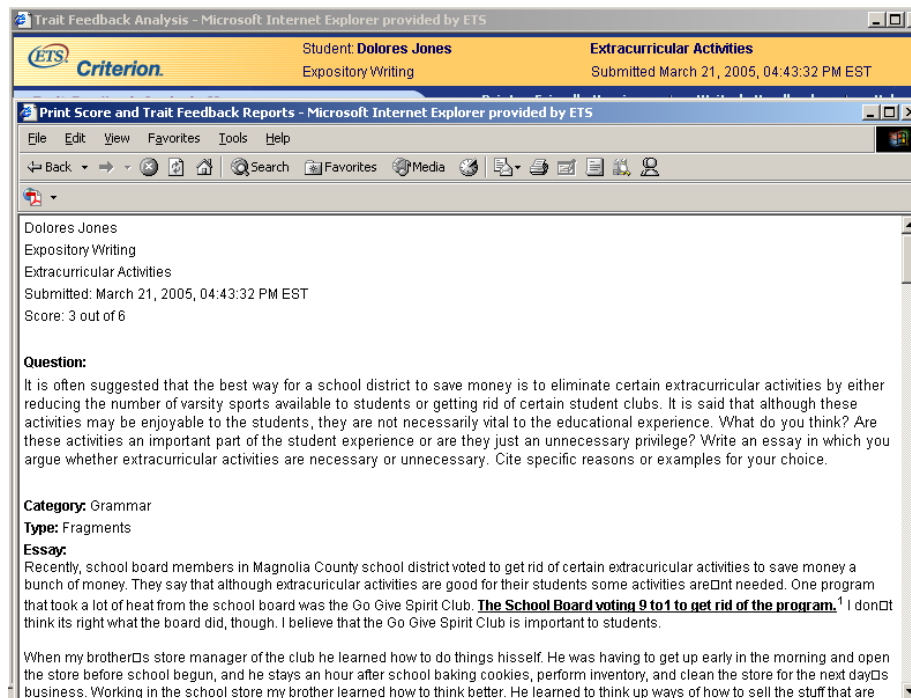 Trait Feedback Analysis - Microsoft Internet Explorer provided by ETS
ETS Criterion.
Student: Dolores Jones
Extracurricular Activities
Expository Writing
Submitted March 21, 2005, 04:43:32 PM EST
Print Score and Trait Feedback Reports - Microsoft Internet Explorer provided by ETS
File Edit View Favorites Tools Help
Back Search Favorites Media
Dolores Jones
Expository Writing
Extracurricular Activities
Submitted: March 21, 2005, 04:43:32 PM EST
Score: 3 out of 6
Question:
It is often suggested that the best way for a school district to save money is to eliminate certain extracurricular activities by either
reducing the number of varsity sports available to students or getting rid of certain student clubs. It is said that although these
activities may be enjoyable to the students, they are not necessarily vital to the educational experience. What do you think? Are
these activities an important part of the student experience or are they just an unnecessary privilege? Write an essay in which you
argue whether extracurricular activities are necessary or unnecessary. Cite specific reasons or examples for your choice.
Category: Grammar
Type: Fragments
Essay:
Recently, school board members in Magnolia County school district voted to get rid of certain extracuricular activities to save money a
bunch of money. They say that although extracuricular activities are good for their students some activities are□nt needed. One program
that took a lot of heat from the school board was the Go Give Spirit Club. The School Board voting 9 to1 to get rid of the program.1 I don□t
think its right what the board did, though. I believe that the Go Give Spirit Club is important to students.
When my brother□s store manager of the club he learned how to do things hisself. He was having to get up early in the morning and open
the store before school begun, and he stays an hour after school baking cookies, perform inventory, and clean the store for the next day□s
business. Working in the school store my brother learned how to think better. He learned to think up ways of how to sell the stuff that are